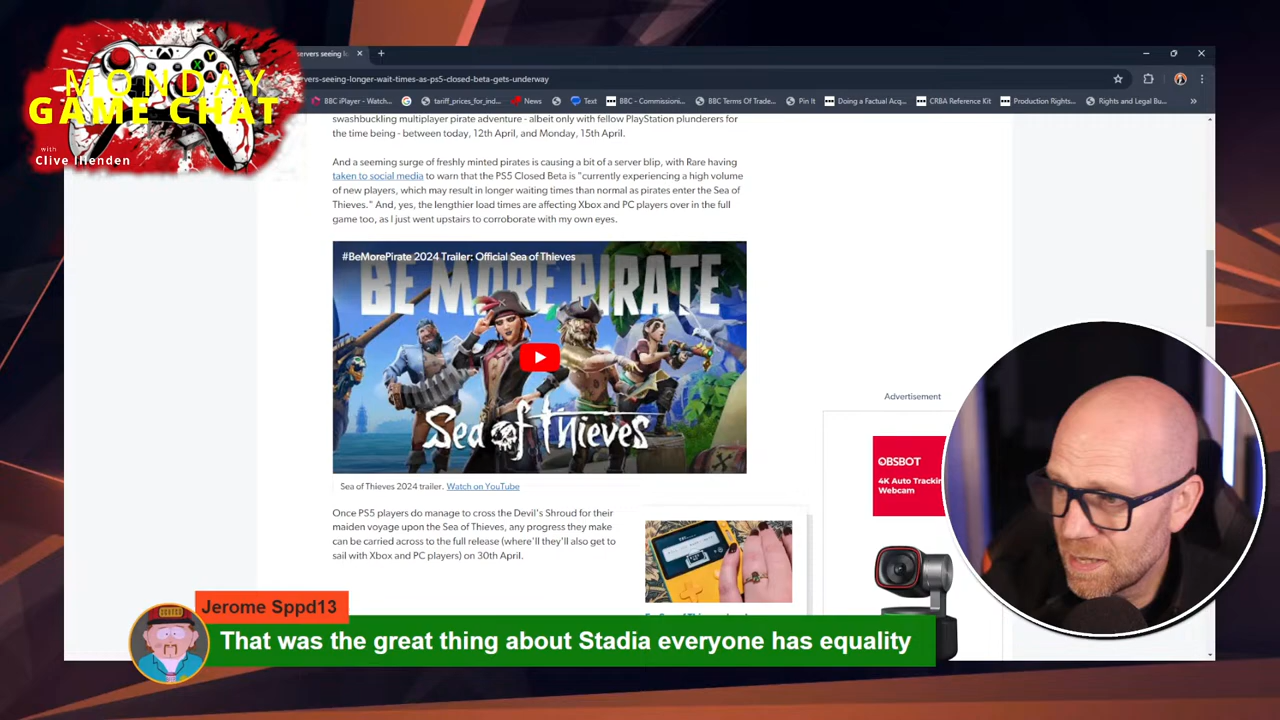 MONDAY
GAME CHAT
with
Clive Illenden
servers seeing lo
rvers-seeing-longer-wait-times-as-ps5-closed-beta-gets-underway
BBC iPlayer - Watch...
tariff_prices_for_ind...
News
Text
BBC - Commissioni...
BBC Terms Of Trade...
Pin It
Doing a Factual Acq...
CRBA Reference Kit
Production Rights...
Rights and Legal Bu...
swashbuckling multiplayer pirate adventure - albeit only with fellow PlayStation plunderers for
the time being - between today, 12th April, and Monday, 15th April.
And a seeming surge of freshly minted pirates is causing a bit of a server blip, with Rare having
taken to social media to warn that the PS5 Closed Beta is "currently experiencing a high volume
of new players, which may result in longer waiting times than normal as pirates enter the Sea of
Thieves." And, yes, the lengthier load times are affecting Xbox and PC players over in the full
game too, as I just went upstairs to corroborate with my own eyes.
#BeMorePirate 2024 Trailer: Official Sea of Thieves
BE MORE PIRATE
Sea of Thieves
Sea of Thieves 2024 trailer. Watch on YouTube
Once PS5 players do manage to cross the Devil's Shroud for their
maiden voyage upon the Sea of Thieves, any progress they make
can be carried across to the full release (where'll they'll also get to
sail with Xbox and PC players) on 30th April.
Advertisement
OBSBOT
4K Auto Trackin
Webcam
Jerome Sppd13
That was the great thing about Stadia everyone has equality